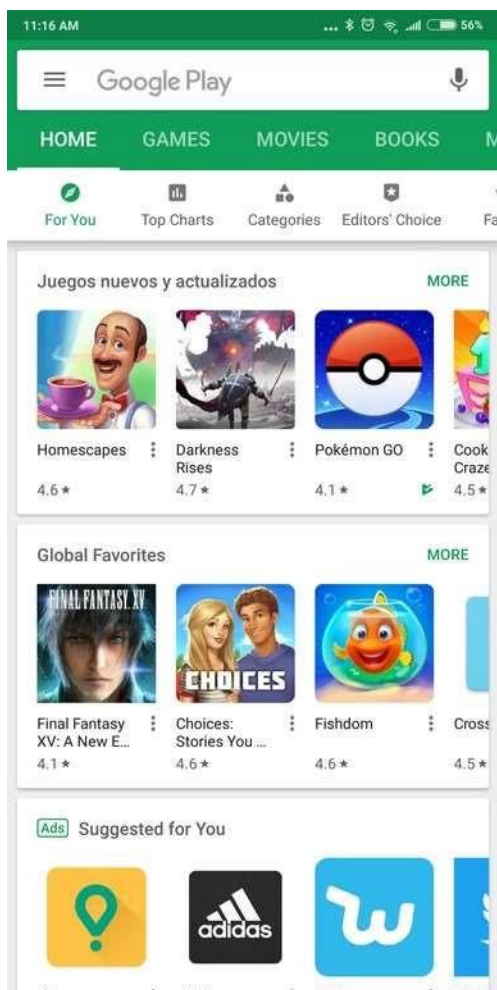 11:16 AM ... 56%
Google Play
HOME GAMES MOVIES BOOKS M
For You Top Charts Categories Editors' Choice Fa
Juegos nuevos y actualizados MORE
Homescapes Darkness Rises Pokémon GO Cook Craze
4.6★ 4.7★ 4.1★ 4.5★
Global Favorites MORE
FINAL FANTASY XV
CHOICES
Final Fantasy XV: A New E... Choices: Stories You ... Fishdom Cross
4.1★ 4.6★ 4.6★ 4.5★
Ads Suggested for You
adidas